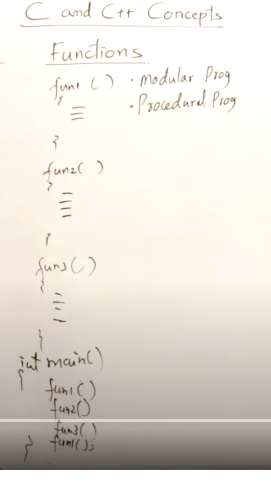 C and C++ Concepts
Functions
fun1 ( ) · Modular Prog
{ · Procedural Prog
}
fun2( )
{
}
fun3( )
{
}
int main()
{
fun1( )
fun2()
fun3( )
} fun1();